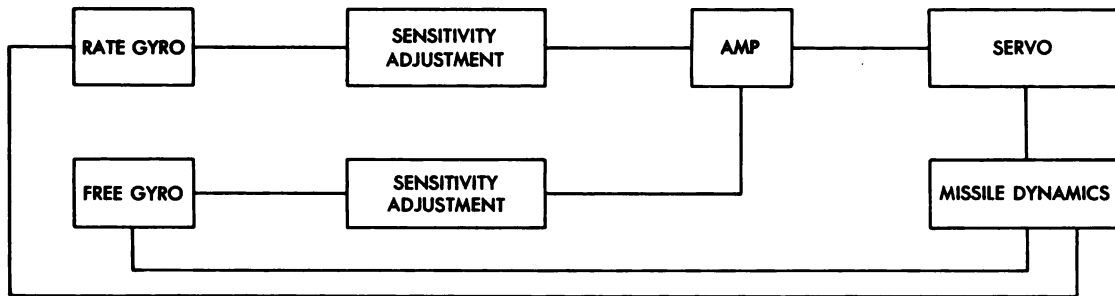 RATE GYRO
SENSITIVITY
ADJUSTMENT
AMP
SERVO
FREE GYRO
SENSITIVITY
ADJUSTMENT
MISSILE DYNAMICS